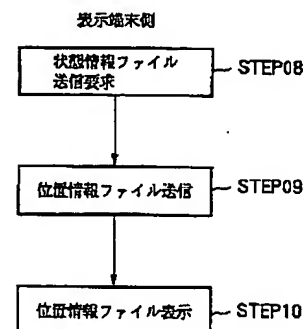 表示端末側
状態情報ファイル
送信要求
STEP08
位置情報ファイル送信
STEP09
位置情報ファイル表示
STEP10